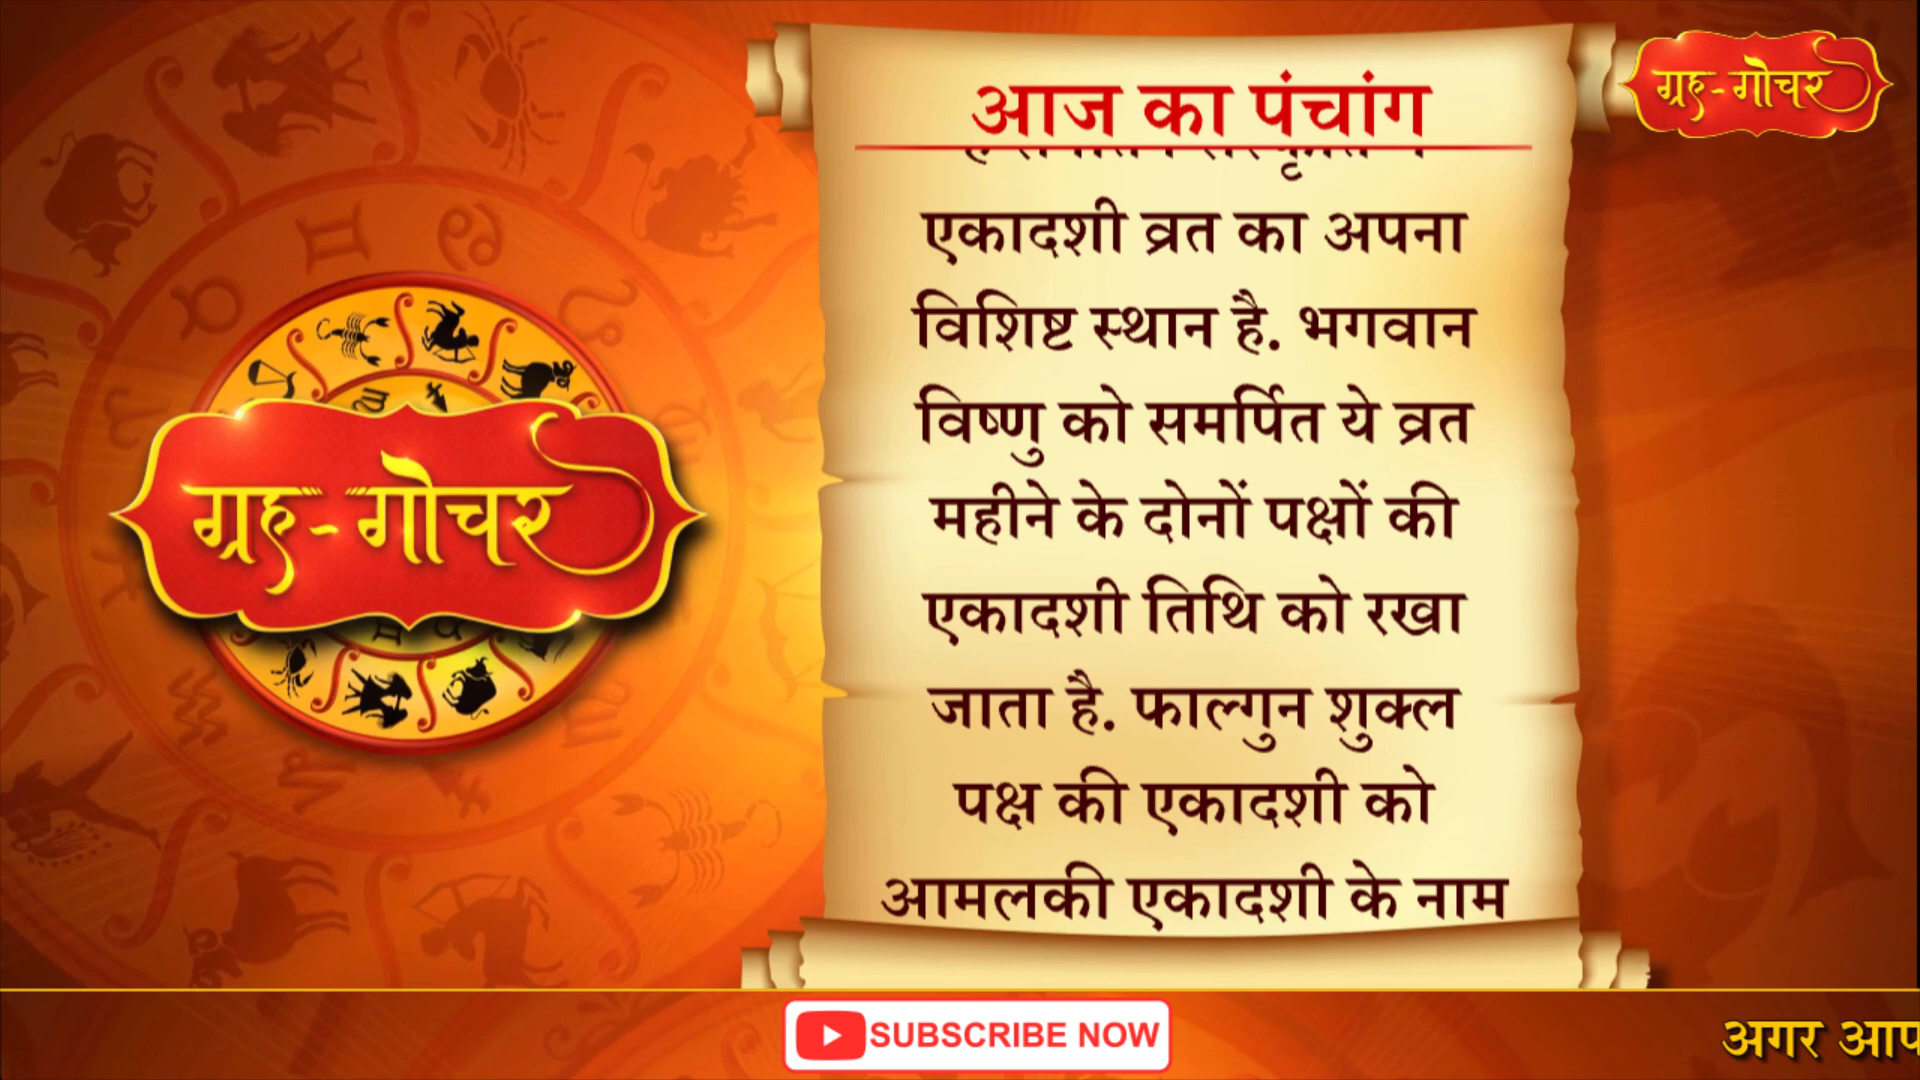 आज का पंचांग
ग्रह-गोचर
एकादशी व्रत का अपना
विशिष्ट स्थान है. भगवान
विष्णु को समर्पित ये व्रत
महीने के दोनों पक्षों की
एकादशी तिथि को रखा
जाता है. फाल्गुन शुक्ल
पक्ष की एकादशी को
आमलकी एकादशी के नाम
ग्रह-गोचर
SUBSCRIBE NOW
अगर आप